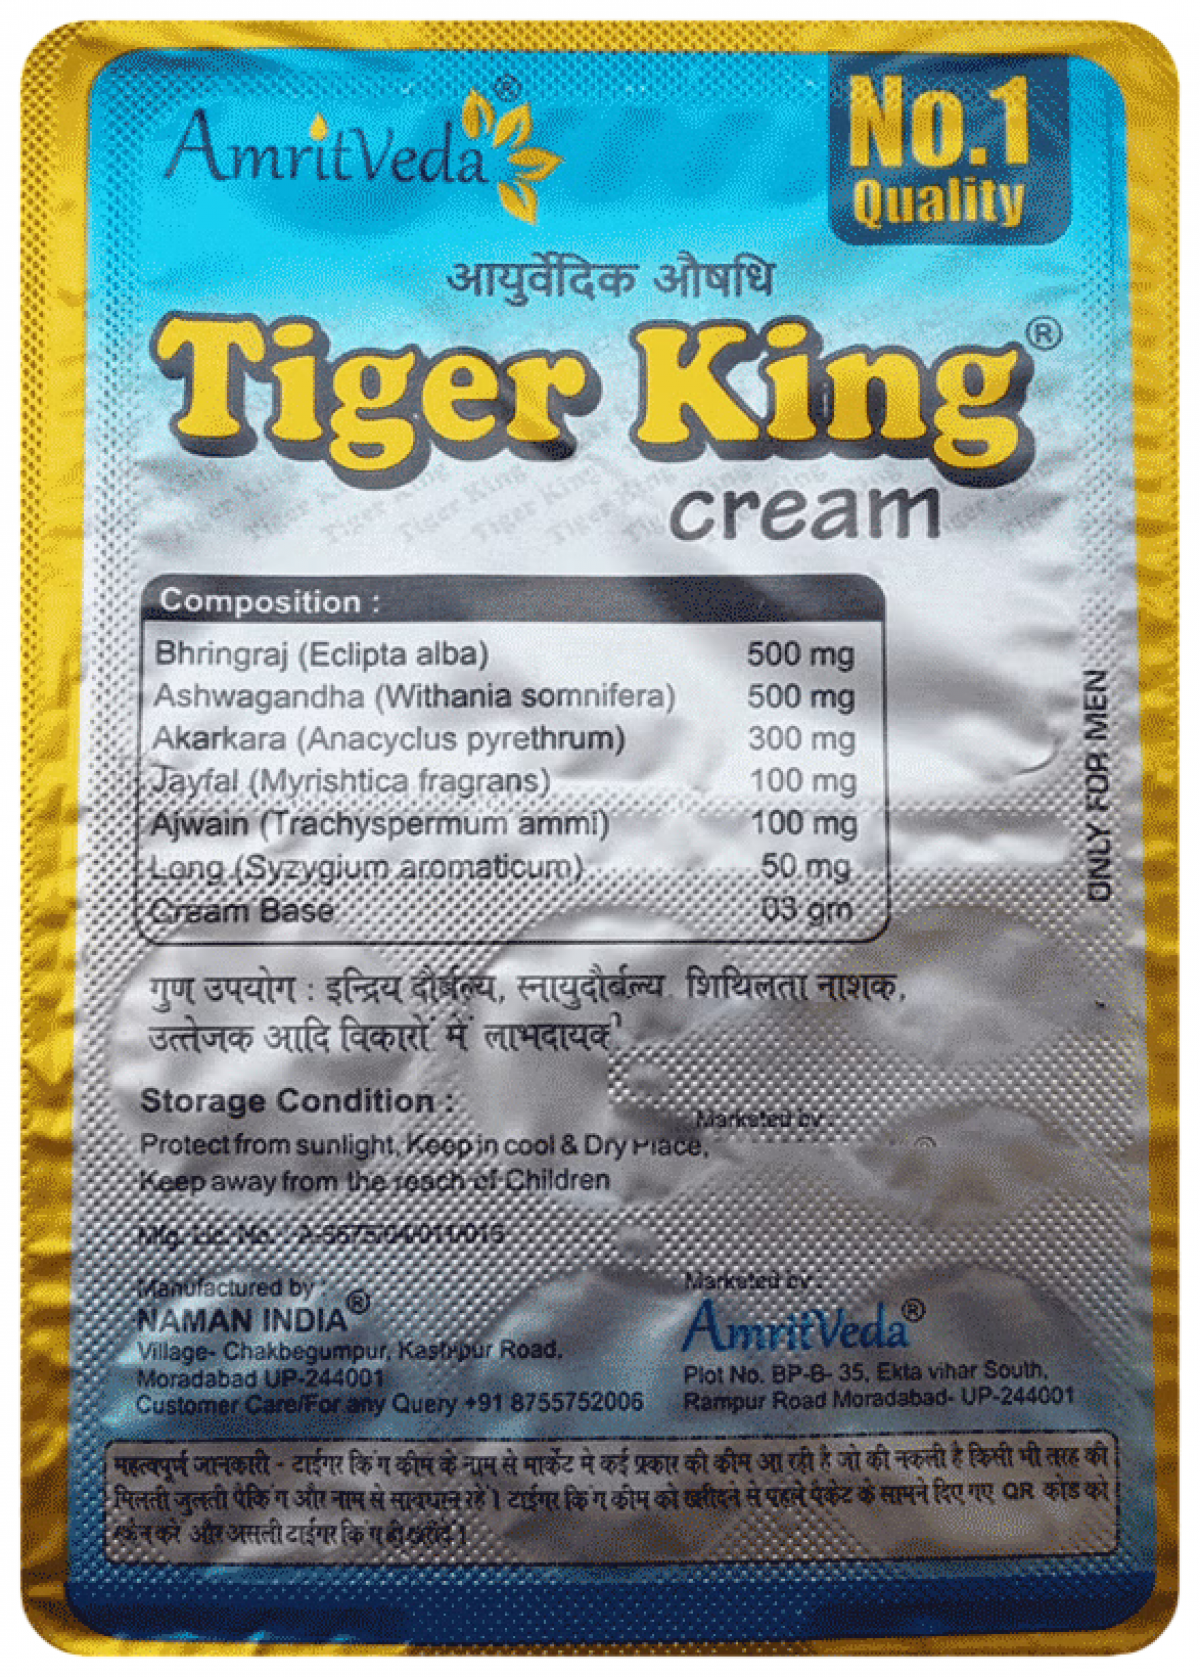 AmritVeda®
No.1
Quality
आयुर्वेदिक औषधि
Tiger King®
cream
Composition :
Bhringraj (Eclipta alba) 500 mg
Ashwagandha (Withania somnifera) 500 mg
Akarkara (Anacyclus pyrethrum) 300 mg
Jayfal (Myrishtica fragrans) 100 mg
Ajwain (Trachyspermum ammi) 100 mg
Long (Syzygium aromaticum) 50 mg
Cream Base 03 gm
ONLY FOR MEN
गुण उपयोग : इन्द्रिय दौर्बल्य, स्नायुदौर्बल्य, शिथिलता नाशक,
उत्तेजक आदि विकारों में लाभदायक
Storage Condition :
Protect from sunlight, Keep in cool & Dry Place,
Keep away from the reach of Children
Marketed by :
Mfg. Lic. No. :
Manufactured by :
NAMAN INDIA®
Village- Chakbegumpur, Kashipur Road,
Moradabad UP-244001
Customer Care/For any Query +91 8755752006
Marketed by :
AmritVeda®
Plot No. BP-B- 35, Ekta vihar South,
Rampur Road Moradabad- UP-244001
महत्वपूर्ण जानकारी - टाईगर किंग क्रीम के नाम से मार्केट मे कई प्रकार की क्रीम आ रही है जो की नकली है किसी भी तरह की
मिलती जुलती पैकिंग और नाम से सावधान रहें। टाईगर किंग क्रीम को खरीदने से पहले पैकेट के सामने दिए गए QR कोड को
स्कैन करे और असली टाईगर किंग ही खरीदें।